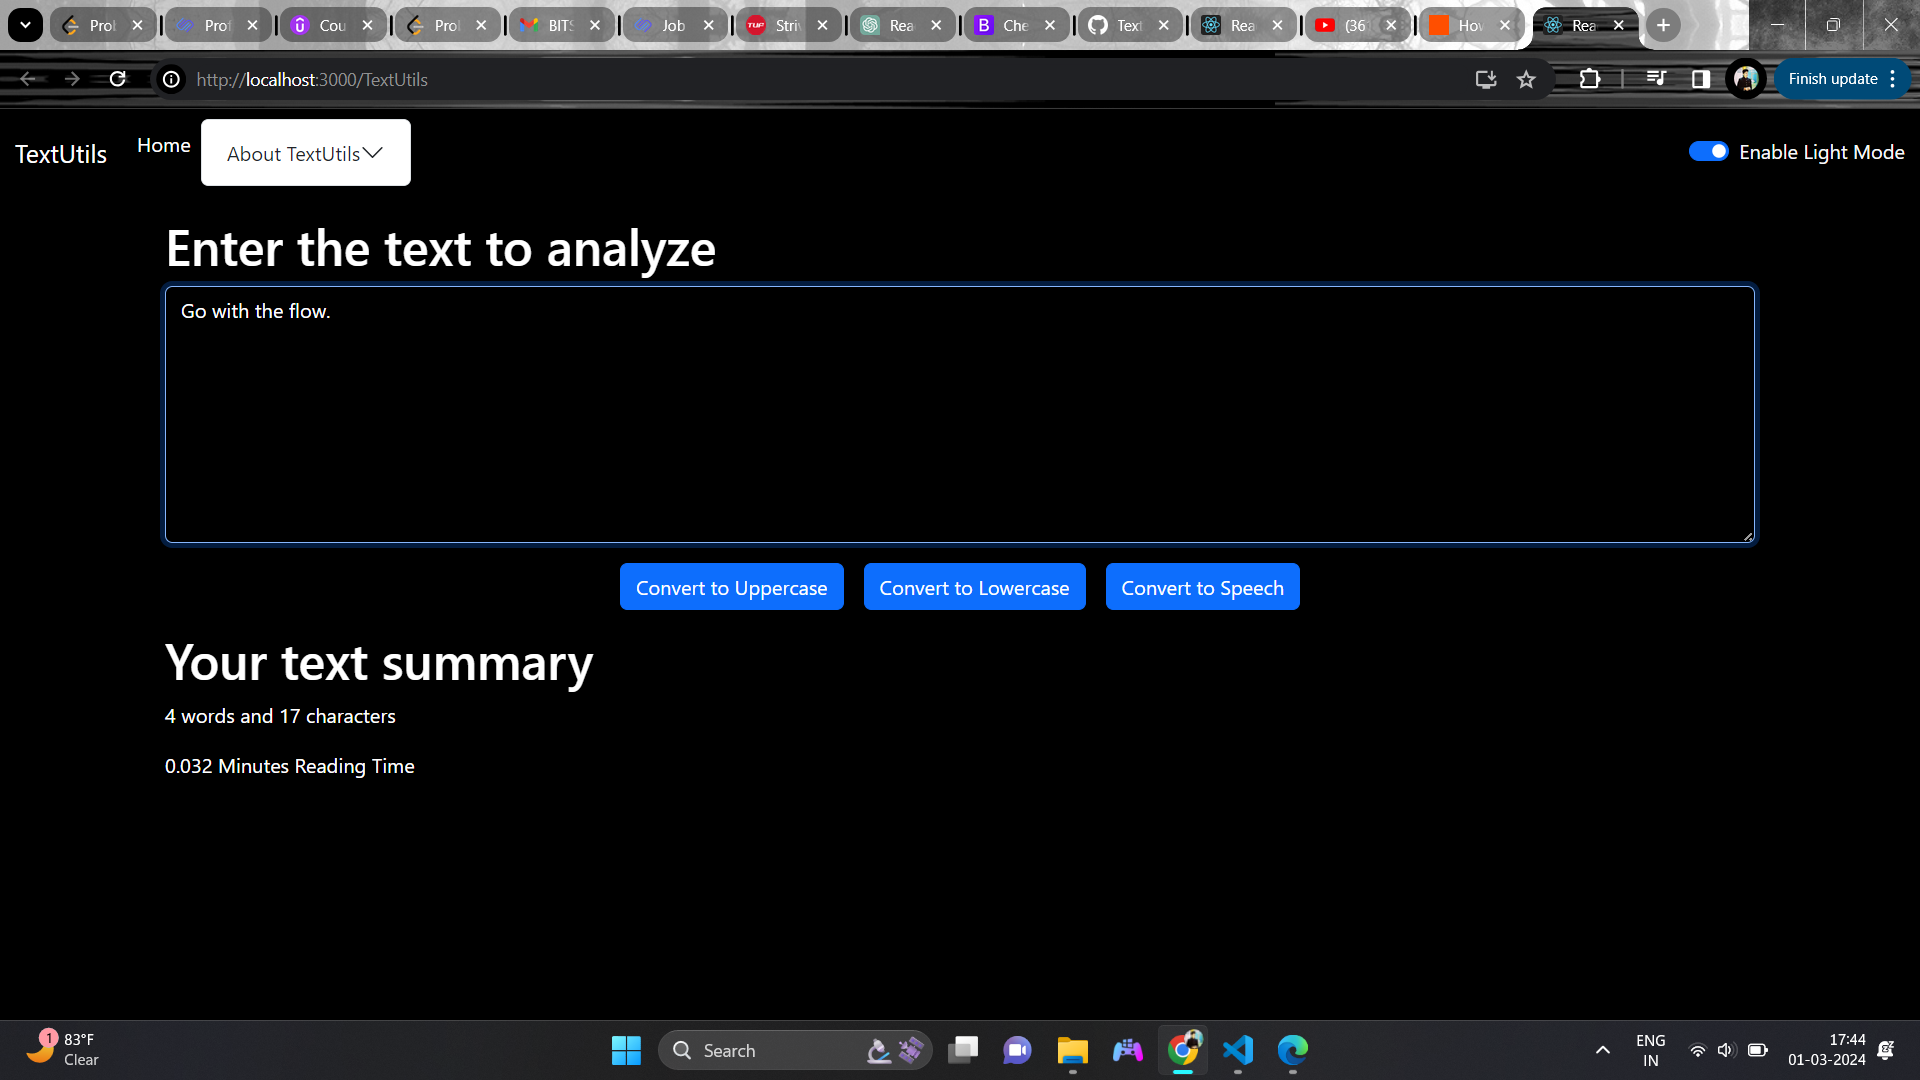 Prob
Prof
Cou
Prob
BITS
Job
TUF Striv
Rea
B Che
Text
Rea
(36
How
Rea
http://localhost:3000/TextUtils
Finish update
TextUtils Home About TextUtils Enable Light Mode
Enter the text to analyze
Go with the flow.
Convert to Uppercase Convert to Lowercase Convert to Speech
Your text summary
4 words and 17 characters
0.032 Minutes Reading Time
1
83°F
Clear
Search
ENG
IN
17:44
01-03-2024